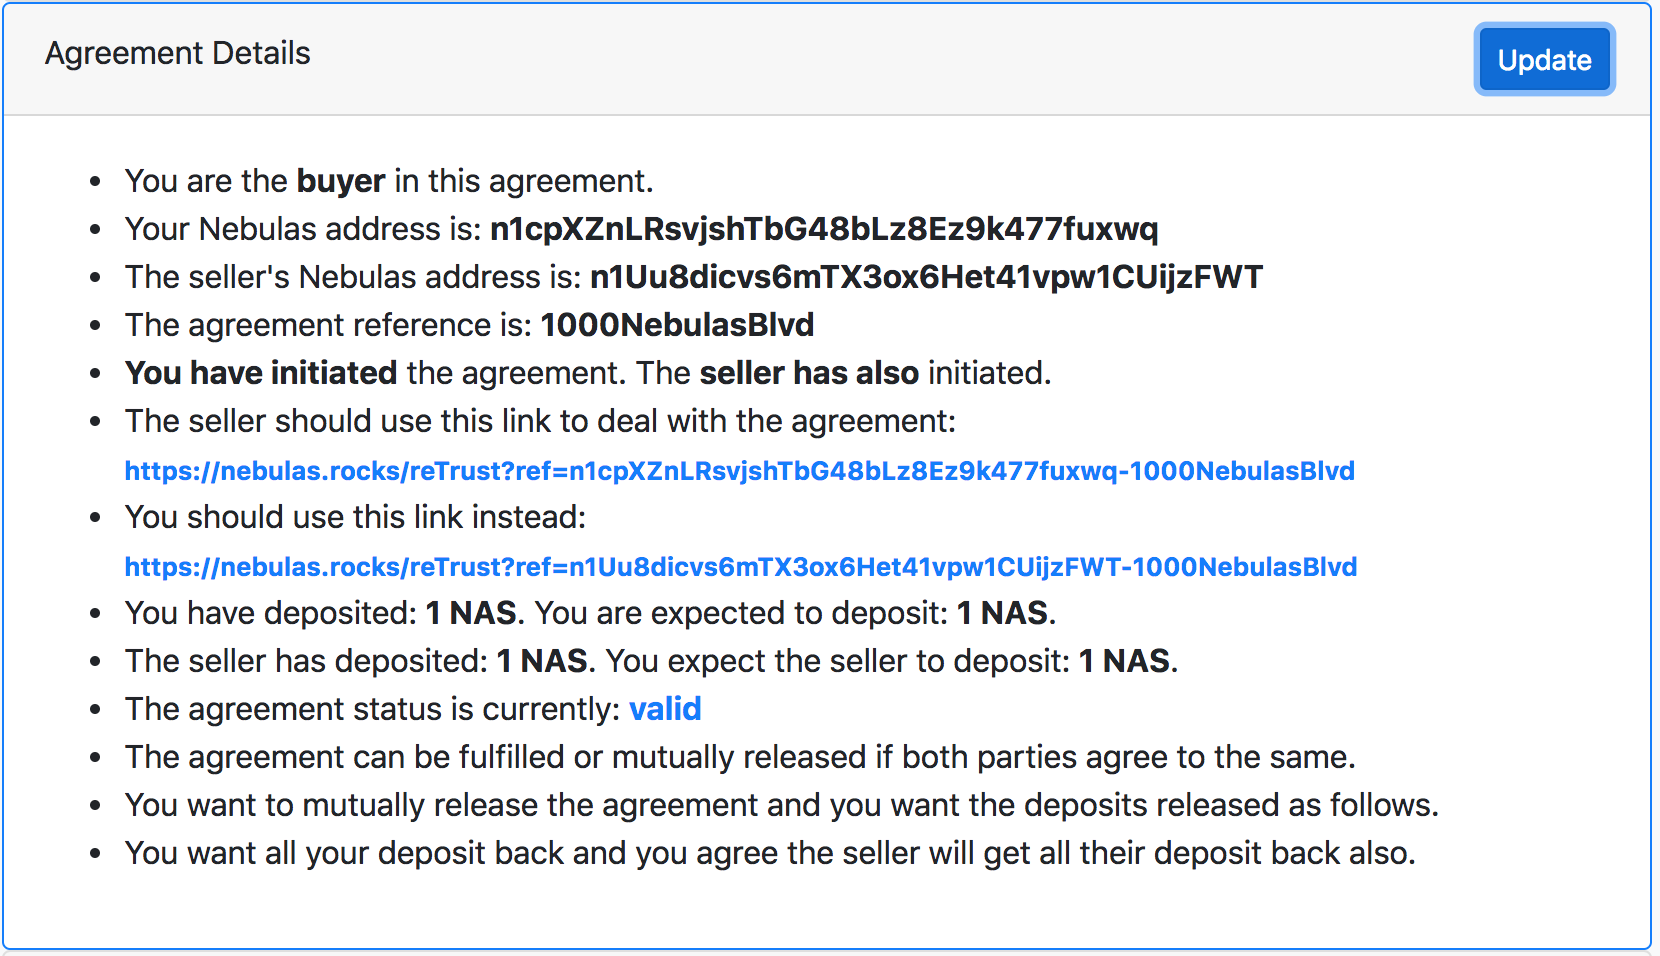 Agreement Details
Update
You are the buyer in this agreement.
Your Nebulas address is: n1cpXZnLRsvjshTbG48bLz8Ez9k477fuxwq
The seller's Nebulas address is: n1Uu8dicvs6mTX3ox6Het41vpw1CUijzFWT
The agreement reference is: 1000NebulasBlvd
You have initiated the agreement. The seller has also initiated.
The seller should use this link to deal with the agreement:
https://nebulas.rocks/reTrust?ref=n1cpXZnLRsvjshTbG48bLz8Ez9k477fuxwq-1000NebulasBlvd
You should use this link instead:
https://nebulas.rocks/reTrust?ref=n1Uu8dicvs6mTX3ox6Het41vpw1CUijzFWT-1000NebulasBlvd
You have deposited: 1 NAS. You are expected to deposit: 1 NAS.
The seller has deposited: 1 NAS. You expect the seller to deposit: 1 NAS.
The agreement status is currently: valid
The agreement can be fulfilled or mutually released if both parties agree to the same.
You want to mutually release the agreement and you want the deposits released as follows.
You want all your deposit back and you agree the seller will get all their deposit back also.